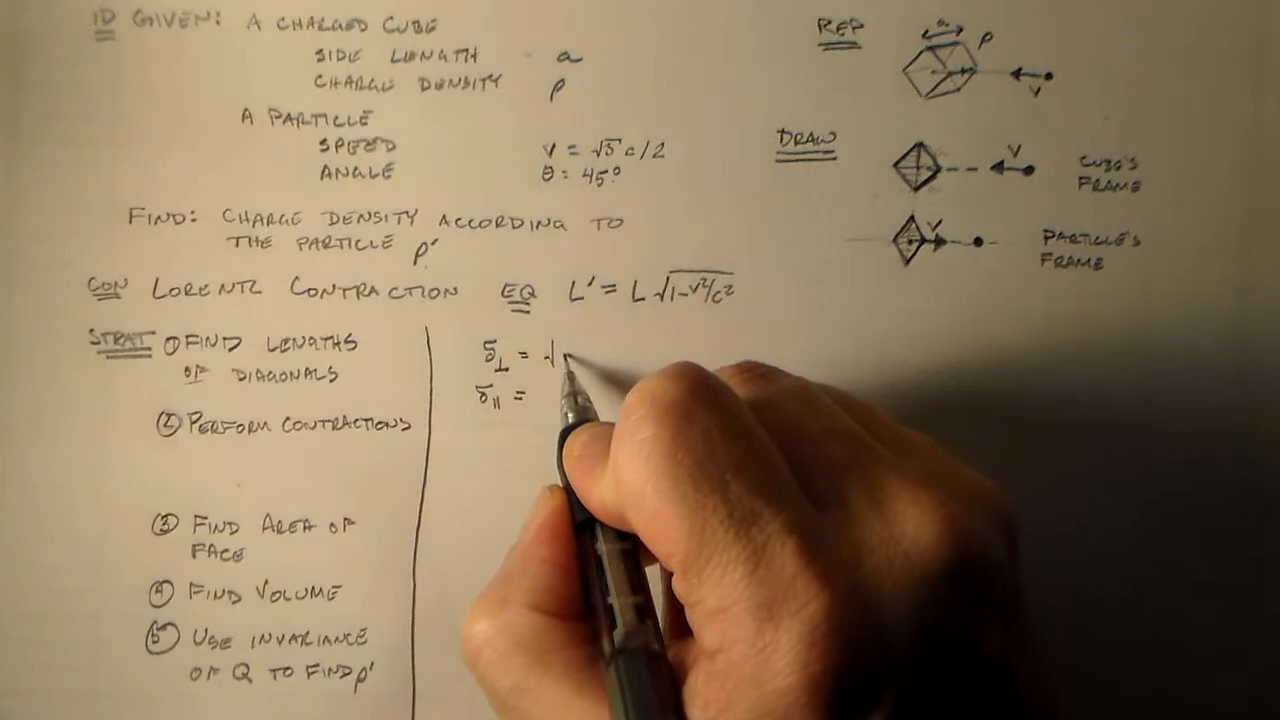 ID GIVEN: A CHARGED CUBE
SIDE LENGTH - a
CHARGE DENSITY ρ
A PARTICLE
SPEED v = √3 c/2
ANGLE θ = 45°
FIND: CHARGE DENSITY ACCORDING TO
THE PARTICLE ρ'
CON LORENTZ CONTRACTION EQ L' = L √1-v²/c²
STRAT ① FIND LENGTHS
OF DIAGONALS
② PERFORM CONTRACTIONS
③ FIND AREA OF
FACE
④ FIND VOLUME
⑤ USE INVARIANCE
OF Q TO FIND ρ'
⊥ = √
|| =
REP
a
ρ
v
DRAW
V
CUBE'S
FRAME
V
PARTICLE'S
FRAME